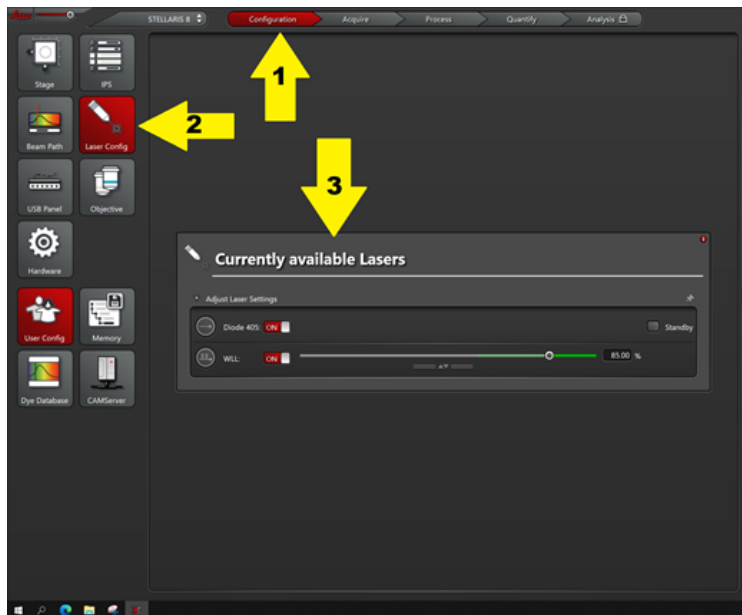 STELLARIS 8 Configuration Acquire Process Quantify Analysis
1
Stage IPS
2
Beam Path Laser Config
3
USB Panel Objective
Currently available Lasers
Hardware
Adjust Laser Settings
Diode 405: ON Standby
User Config Memory
WLL: ON 85.00 %
Dye Database CAMServer